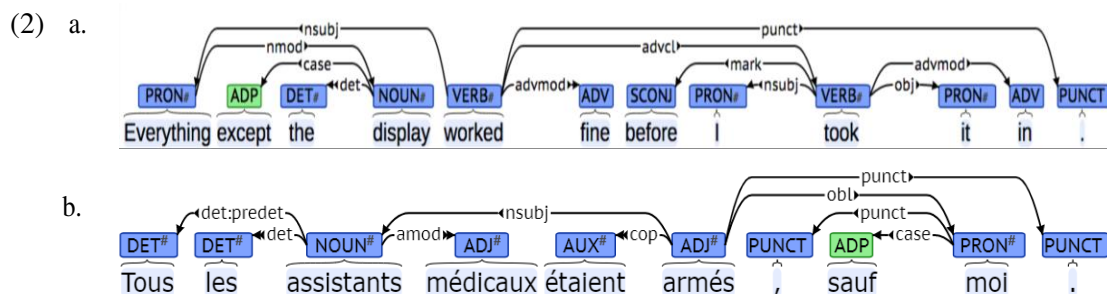 (2) a.
nsubj punct
nmod advcl
case mark advmod
det advmod nsubj obj
PRON# ADP DET# NOUN# VERB# ADV SCONJ PRON# VERB# PRON# ADV PUNCT
Everything except the display worked fine before I took it in .
b.
punct
det:predet nsubj obl
punct
det amod cop case
DET# DET# NOUN# ADJ# AUX# ADJ# PUNCT ADP PRON# PUNCT
Tous les assistants médicaux étaient armés , sauf moi .